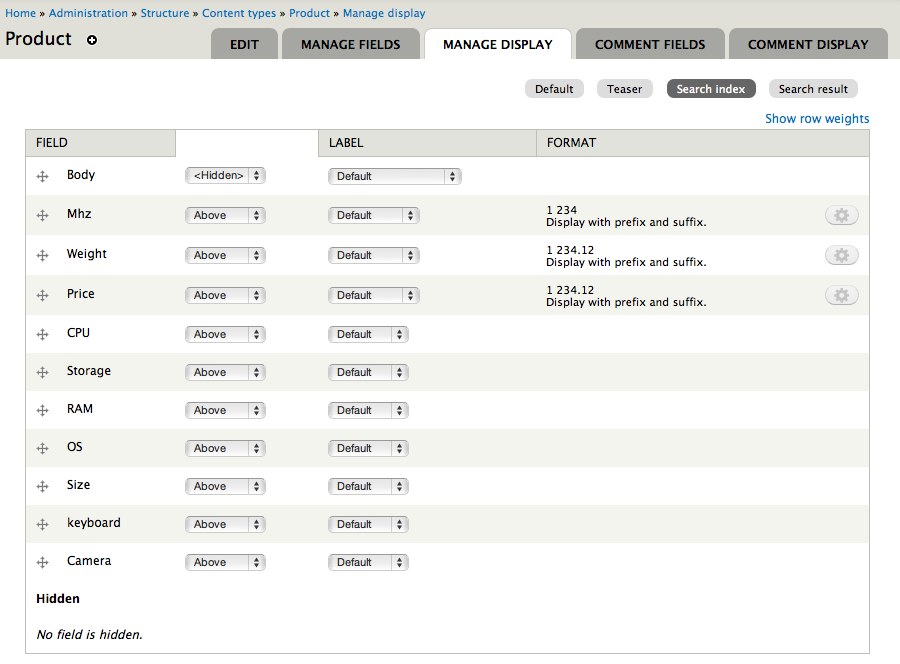 Home » Administration » Structure » Content types » Product » Manage display
Product
EDIT
MANAGE FIELDS
MANAGE DISPLAY
COMMENT FIELDS
COMMENT DISPLAY
Default
Teaser
Search index
Search result
Show row weights
FIELD LABEL FORMAT
Body <Hidden> Default
Mhz Above Default 1 234
Display with prefix and suffix.
Weight Above Default 1 234.12
Display with prefix and suffix.
Price Above Default 1 234.12
Display with prefix and suffix.
CPU Above Default
Storage Above Default
RAM Above Default
OS Above Default
Size Above Default
keyboard Above Default
Camera Above Default
Hidden
No field is hidden.